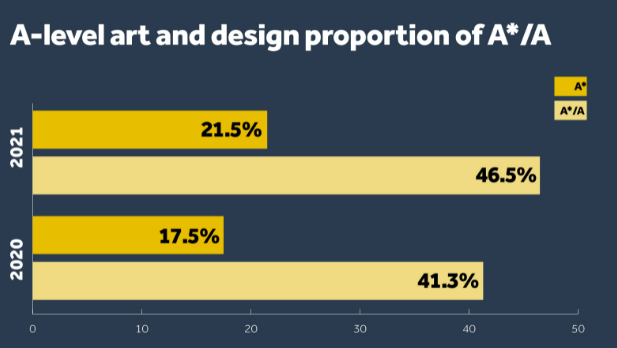 A-level art and design proportion of A*/A
A*
A*/A
2021
21.5%
46.5%
2020
17.5%
41.3%
0 10 20 30 40 50